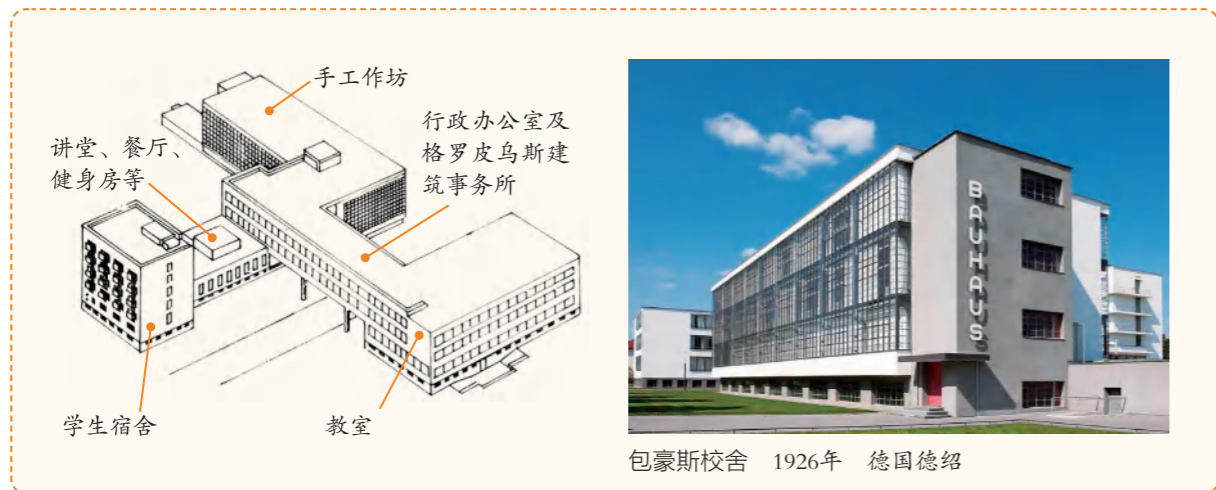 手工作坊
行政办公室及
格罗皮乌斯建
筑事务所
讲堂、餐厅、
健身房等
学生宿舍
教室
BAUHAUS
包豪斯校舍 1926年 德国德绍